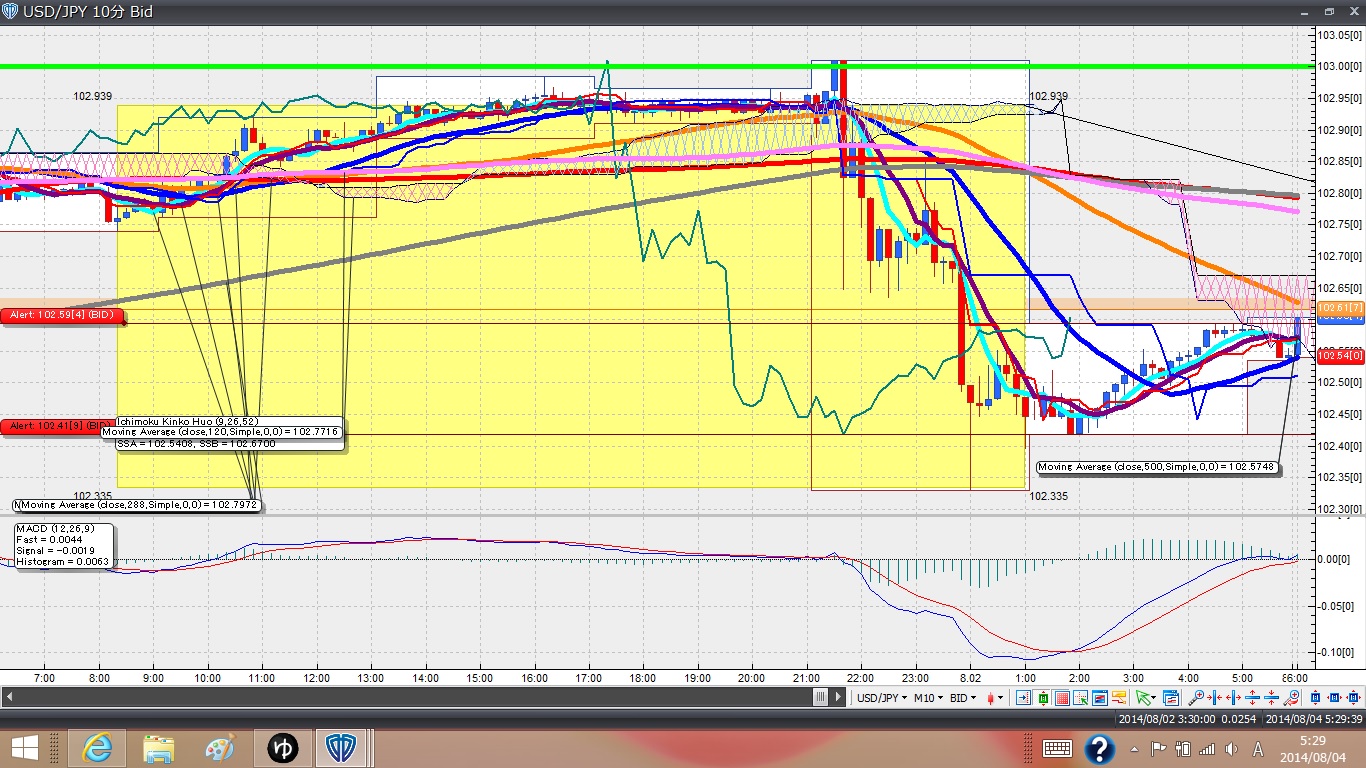 USD/JPY 10分 Bid
103.05[0]
103.00[0]
102.95[0]
102.90[0]
102.85[0]
102.80[0]
102.75[0]
102.70[0]
102.65[0]
102.61[7]
102.54[0]
102.50[0]
102.45[0]
102.40[0]
102.35[0]
102.30[0]
102.939
102.939
Alert: 102.59[4] (BID)
Alert: 102.41[9] (BID)
Ichimoku Kinko Huo (9,26,52)
Moving Average (close,120,Simple,0,0) = 102.7716
SSA = 102.5408, SSB = 102.6700
Moving Average (close,500,Simple,0,0) = 102.5748
102.335
102.335
Moving Average (close,288,Simple,0,0) = 102.7972
MACD (12,26,9)
Fast = 0.0044
Signal = -0.0019
Histogram = 0.0063
0.00[0]
-0.05[0]
-0.10[0]
7:00 8:00 9:00 10:00 11:00 12:00 13:00 14:00 15:00 16:00 17:00 18:00 19:00 20:00 21:00 22:00 23:00 8.02 1:00 2:00 3:00 4:00 5:00
USD/JPY M10 BID
2014/08/02 3:30:00 0.0254 2014/08/04 5:29:39
ゆ
A
5:29
2014/08/04